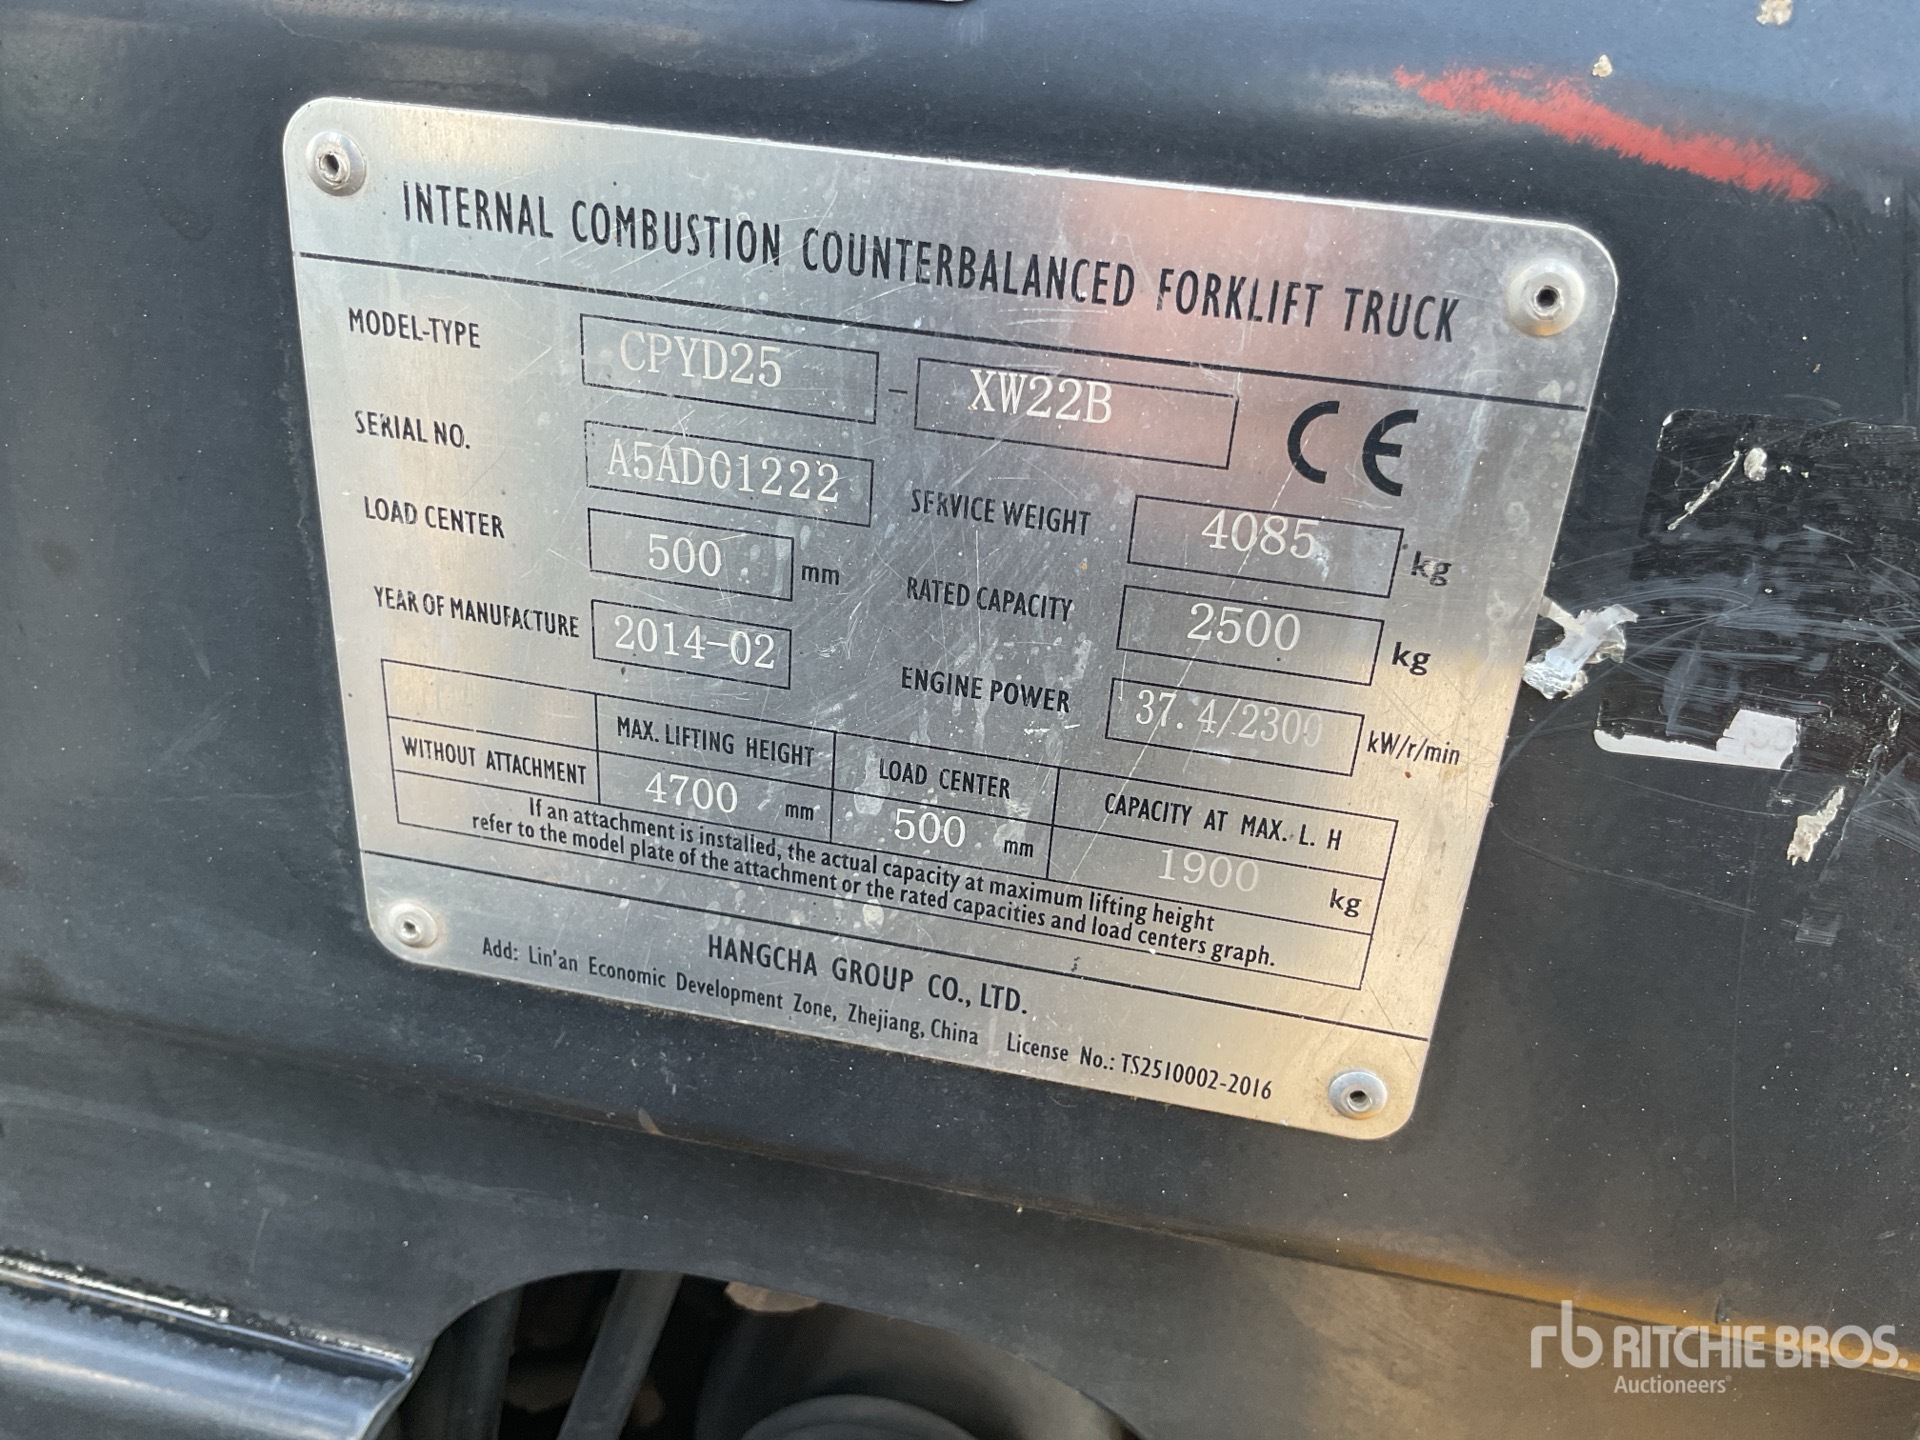 INTERNAL COMBUSTION COUNTERBALANCED FORKLIFT TRUCK
MODEL-TYPE CPYD25 - XW22B CE
SERIAL NO. A5AD01222
SERVICE WEIGHT 4085 kg
LOAD CENTER 500 mm
RATED CAPACITY 2500 kg
YEAR OF MANUFACTURE 2014-02
ENGINE POWER 37.4/2300 kW/r/min
MAX. LIFTING HEIGHT LOAD CENTER CAPACITY AT MAX. L. H
WITHOUT ATTACHMENT 4700 mm 500 mm 1900 kg
If an attachment is installed, the actual capacity at maximum lifting height
refer to the model plate of the attachment or the rated capacities and load centers graph.
HANGCHA GROUP CO., LTD.
Add: Lin'an Economic Development Zone, Zhejiang, China License No.: TS2510002-2016
rb RITCHIE BROS.
Auctioneers